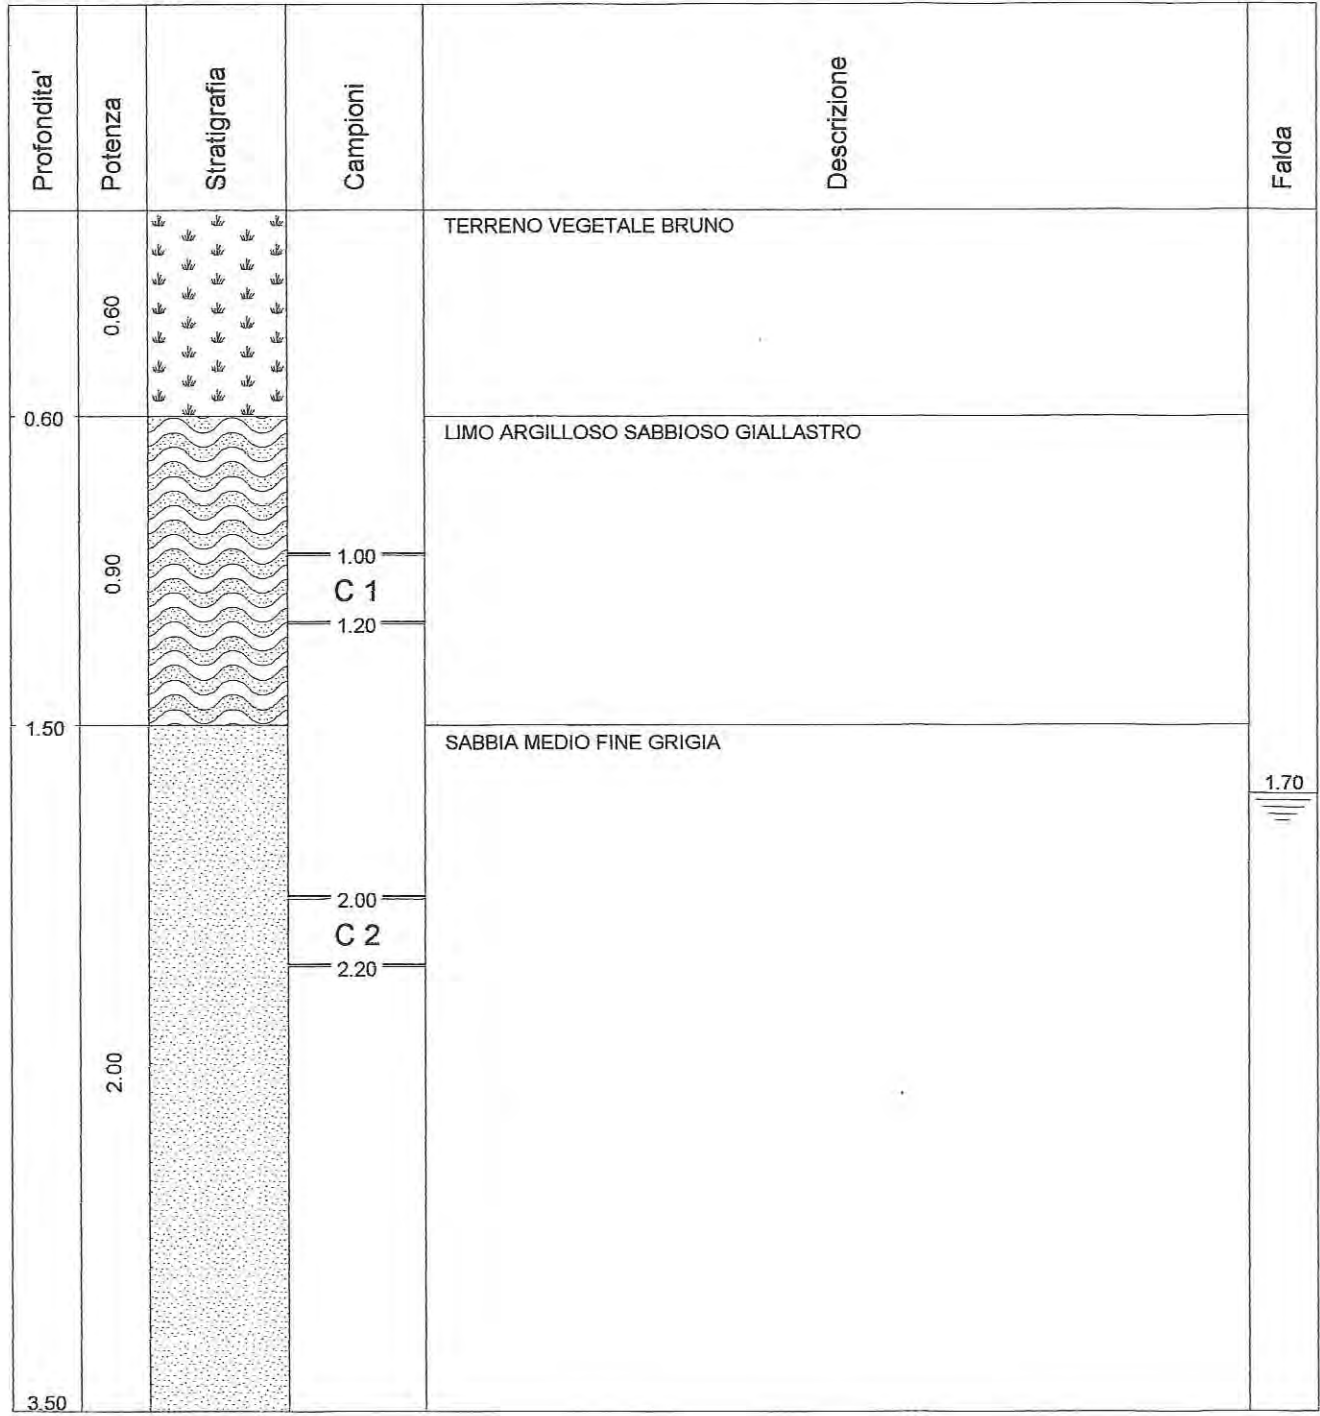 Profondita'
Potenza
Stratigrafia
Campioni
Descrizione
Falda
TERRENO VEGETALE BRUNO
0.60
0.60
LIMO ARGILLOSO SABBIOSO GIALLASTRO
1.00
0.90
C 1
1.20
1.50
SABBIA MEDIO FINE GRIGIA
1.70
2.00
C 2
2.20
2.00
3.50